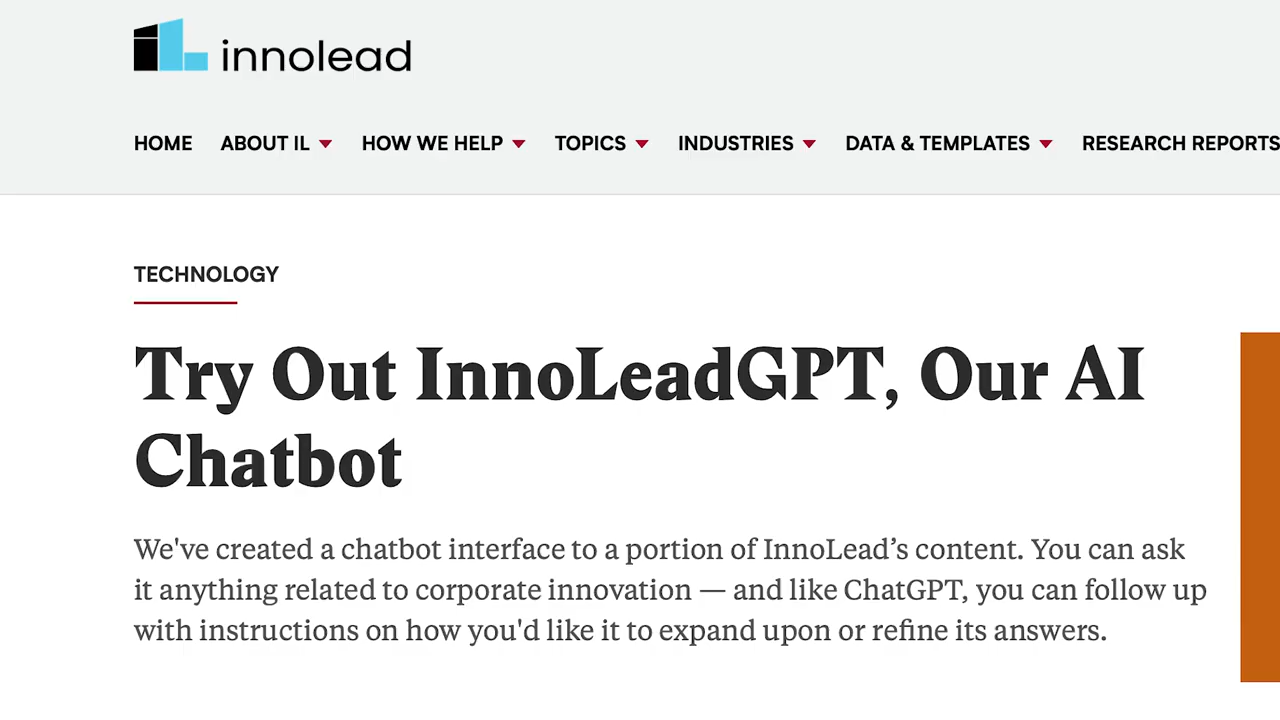 innolead
HOME ABOUT IL HOW WE HELP TOPICS INDUSTRIES DATA & TEMPLATES RESEARCH REPORTS
TECHNOLOGY
Try Out InnoLeadGPT, Our AI
Chatbot
We've created a chatbot interface to a portion of InnoLead’s content. You can ask
it anything related to corporate innovation — and like ChatGPT, you can follow up
with instructions on how you'd like it to expand upon or refine its answers.